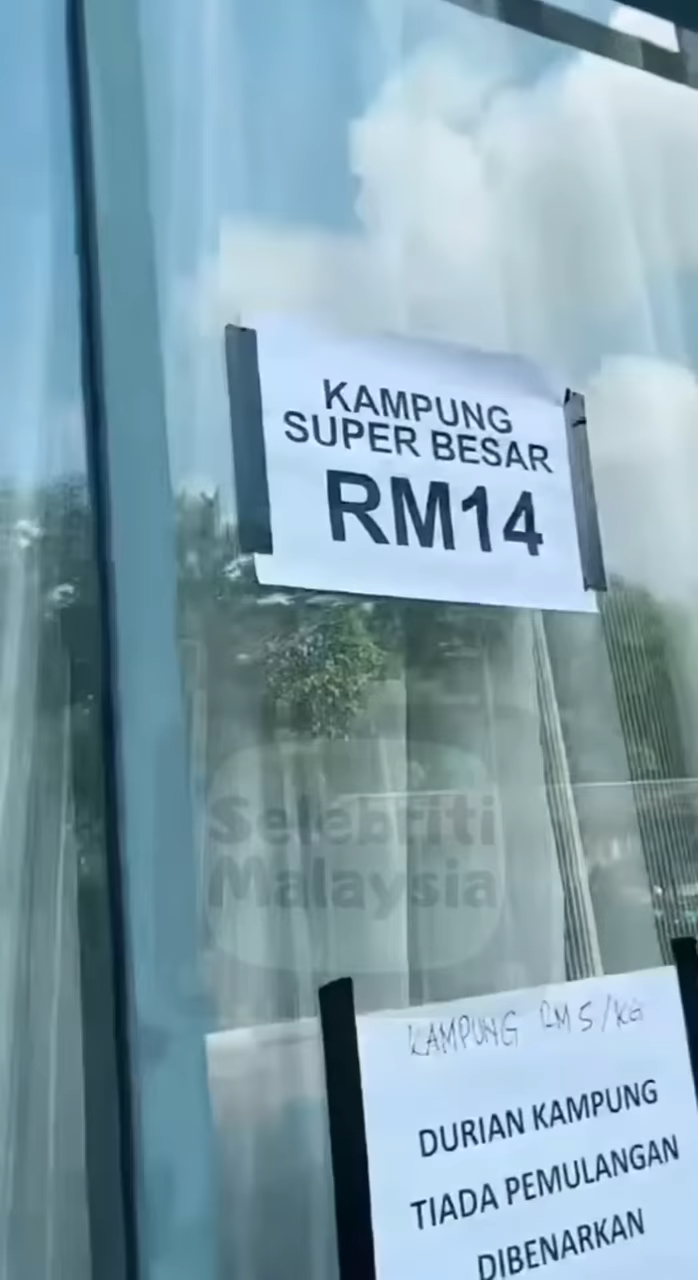 KAMPUNG
SUPER BESAR
RM14
Selebriti
Malaysia
KAMPUNG RM5/KG
DURIAN KAMPUNG
TIADA PEMULANGAN
DIBENARKAN